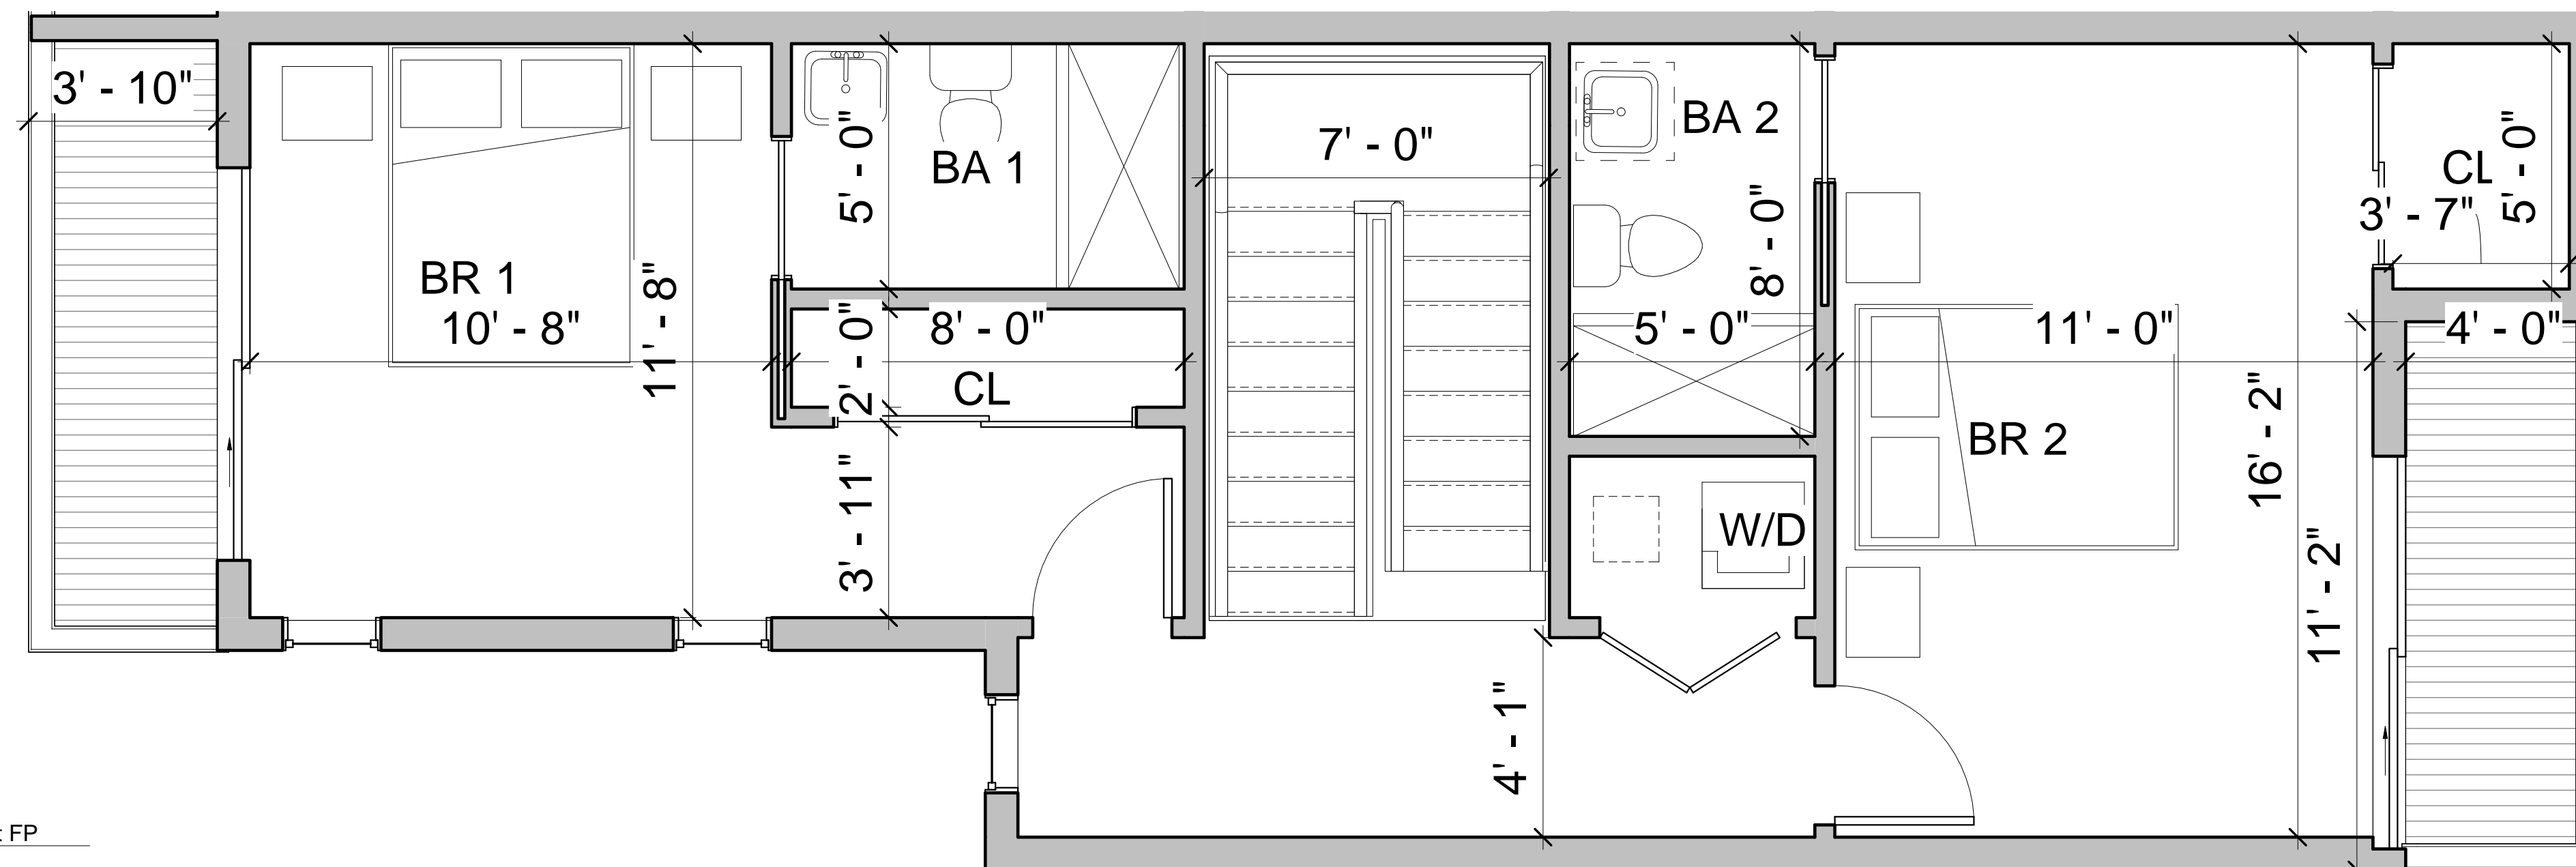 3' - 10"
BR 1
10' - 8"
11' - 8"
5' - 0"
BA 1
2' - 0"
8' - 0"
CL
3' - 11"
7' - 0"
BA 2
8' - 0"
5' - 0"
W/D
4' - 1"
11' - 0"
BR 2
16' - 2"
11' - 2"
CL
3' - 7"
5' - 0"
4' - 0"
FP